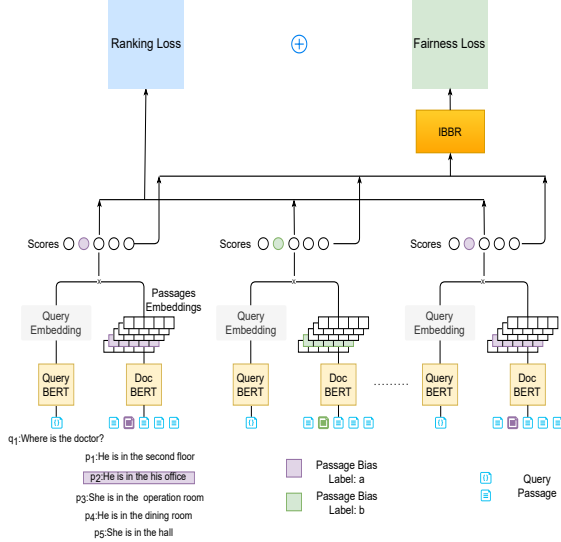 Ranking Loss
Fairness Loss
IBBR
Scores
Scores
Scores
x
x
x
Passages
Embeddings
Query
Embedding
Query
Embedding
Query
Embedding
Query
BERT
Doc
BERT
Query
BERT
Doc
BERT
..........
Query
BERT
Doc
BERT
q1:Where is the doctor?
p1:He is in the second floor
p2:He is in the his office
p3:She is in the operation room
p4:He is in the dining room
p5:She is in the hall
Passage Bias
Label: a
Passage Bias
Label: b
Query
Passage